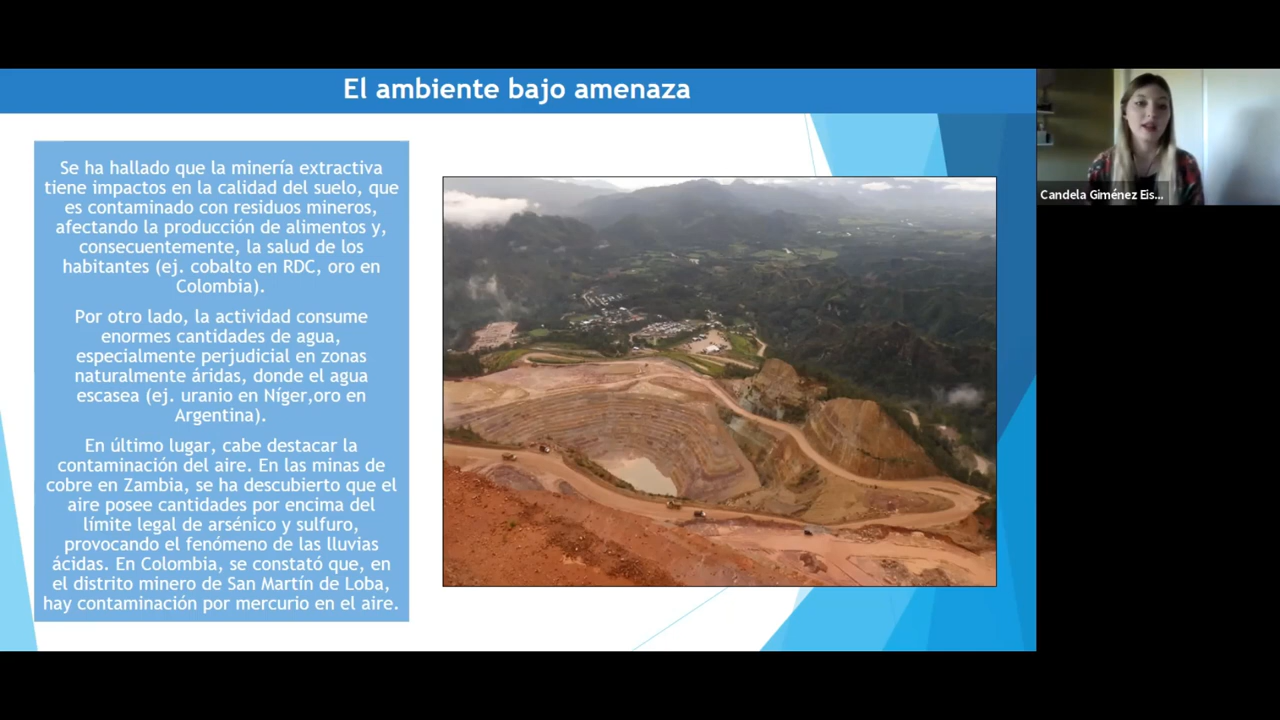 El ambiente bajo amenaza
Se ha hallado que la minería extractiva
tiene impactos en la calidad del suelo, que
es contaminado con residuos mineros,
afectando la producción de alimentos y,
consecuentemente, la salud de los
habitantes (ej. cobalto en RDC, oro en
Colombia).
Por otro lado, la actividad consume
enormes cantidades de agua,
especialmente perjudicial en zonas
naturalmente áridas, donde el agua
escasea (ej. uranio en Níger,oro en
Argentina).
En último lugar, cabe destacar la
contaminación del aire. En las minas de
cobre en Zambia, se ha descubierto que el
aire posee cantidades por encima del
límite legal de arsénico y sulfuro,
provocando el fenómeno de las lluvias
ácidas. En Colombia, se constató que, en
el distrito minero de San Martín de Loba,
hay contaminación por mercurio en el aire.
Candela Giménez Eis...